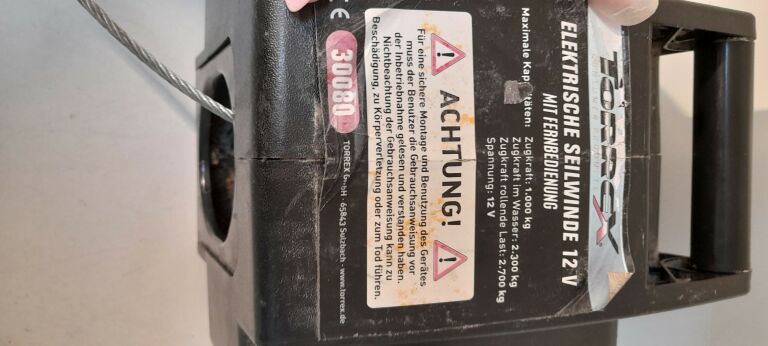 TORREX
ELEKTRISCHE SEILWINDE 12 V
MIT FERNBEDIENUNG
Maximale Kap täten: Zugkraft: 1.000 kg
Zugkraft im Wasser: 2.300 kg
Zugkraft rollende Last: 2.700 kg
Spannung: 12 V
ACHTUNG!
Für eine sichere Montage und Benutzung des Gerätes
muss der Benutzer die Gebrauchsanweisung vor
der Inbetriebnahme gelesen und verstanden haben.
Nichtbeachtung der Gebrauchsanweisung kann zu
Beschädigung, zu Körperverletzung oder zum Tod führen.
CE 30080 TORREX GmbH - 65843 Sulzbach - www.torrex.de